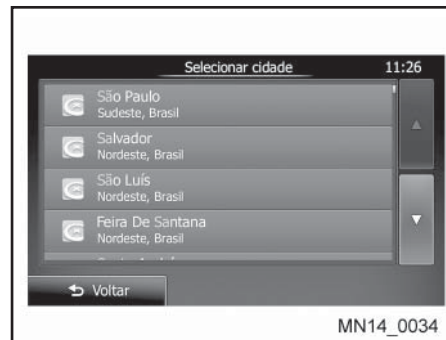 Selecionar cidade 11:26
São Paulo
Sudeste, Brasil
Salvador
Nordeste, Brasil
São Luís
Nordeste, Brasil
Feira De Santana
Nordeste, Brasil
Voltar
MN14_0034